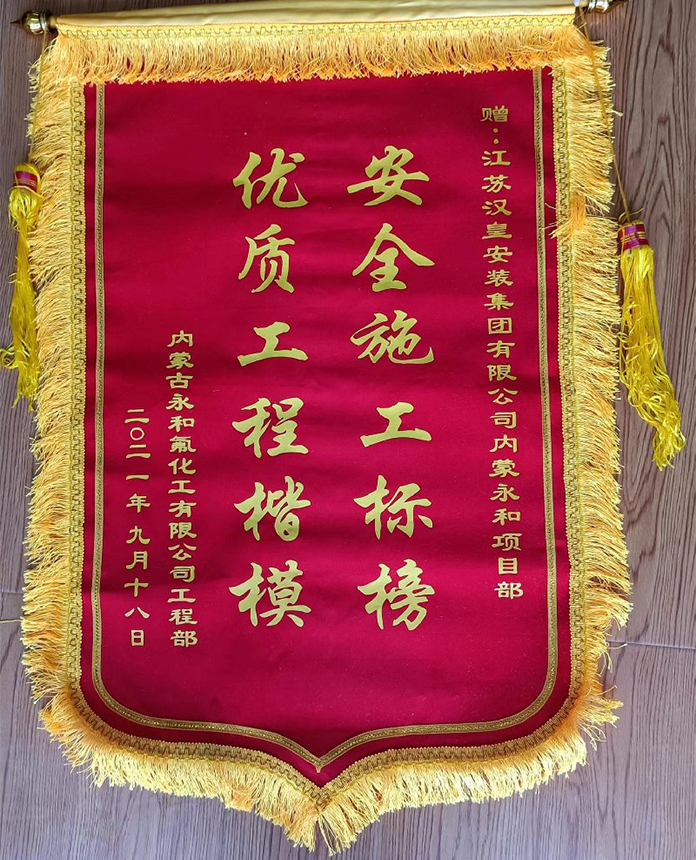 赠：江苏汉皇安装集团有限公司内蒙永和项目部
安全施工标榜
优质工程楷模
内蒙古永和氟化工有限公司工程部
二〇二一年九月十八日